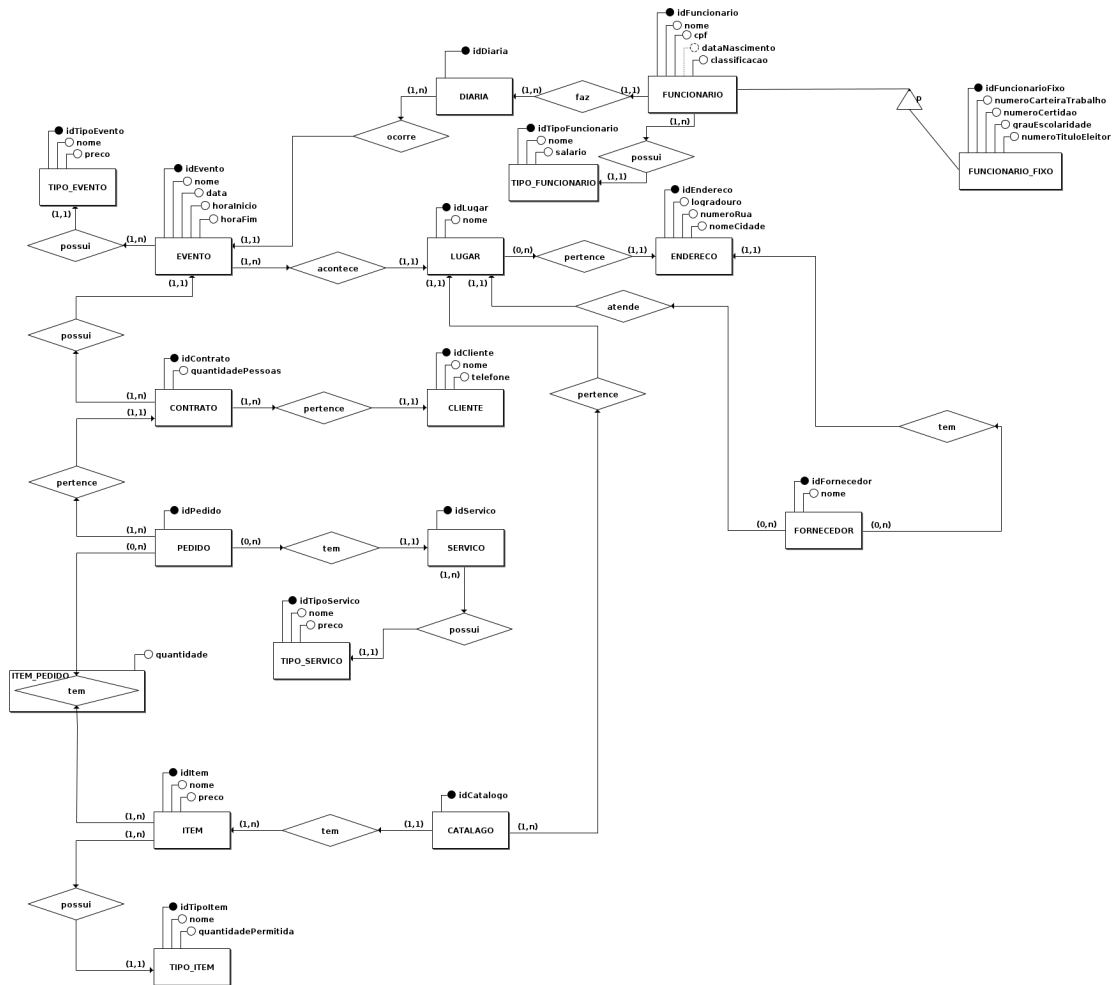 idFuncionario
nome
cpf
dataNascimento
classificacao
idDiaria
(1,n)
DIARIA
(1,n)
faz
(1,1)
FUNCIONARIO
(1,n)
p
idFuncionarioFixo
numeroCarteiraTrabalho
numeroCertidao
grauEscolaridade
numeroTituloEleitor
FUNCIONARIO_FIXO
ocorre
idTipoFuncionario
nome
salario
TIPO_FUNCIONARIO
(1,1)
possui
idTipoEvento
nome
preco
TIPO_EVENTO
(1,1)
possui
(1,n)
idEvento
nome
data
horaInicio
horaFim
EVENTO
(1,1)
(1,n)
(1,1)
acontece
(1,1)
idLugar
nome
LUGAR
(0,n)
(1,1)
(1,1)
pertence
(1,1)
idEndereco
logradouro
numeroRua
nomeCidade
ENDERECO
(1,1)
atende
possui
idContrato
quantidadePessoas
(1,n)
(1,1)
CONTRATO
(1,n)
pertence
(1,1)
idCliente
nome
telefone
CLIENTE
pertence
tem
pertence
idFornecedor
nome
(0,n)
FORNECEDOR
(0,n)
idPedido
(1,n)
(0,n)
PEDIDO
(0,n)
tem
(1,1)
idServico
SERVICO
(1,n)
idTipoServico
nome
preco
TIPO_SERVICO
(1,1)
possui
quantidade
ITEM_PEDIDO
tem
idItem
nome
preco
(1,n)
(1,n)
ITEM
(1,n)
tem
(1,1)
idCatalogo
CATALAGO
(1,n)
possui
idTipoItem
nome
quantidadePermitida
(1,1)
TIPO_ITEM